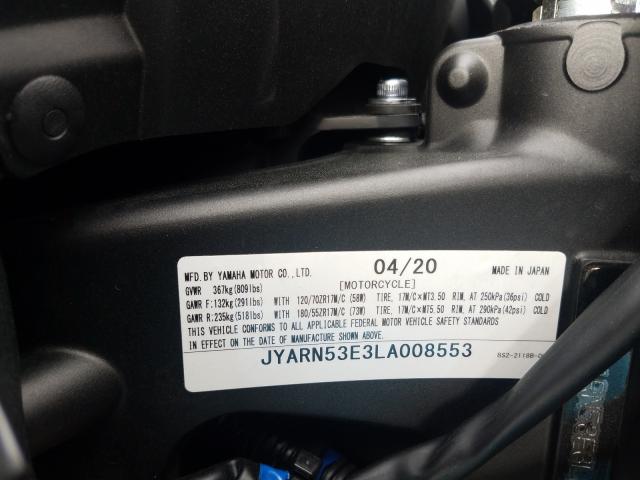 MFD.BY YAMAHA MOTOR CO.,LTD. 04/20 MADE IN JAPAN
GVWR 367kg(809lbs) [MOTORCYCLE]
GAWR F:132kg(291lbs) WITH 120/70ZR17M/C (58W) TIRE, 17M/C×MT3.50 RIM, AT 250kPa(36psi) COLD
GAWR R:235kg(518lbs) WITH 180/55ZR17M/C (73W) TIRE, 17M/C×MT5.50 RIM, AT 290kPa(42psi) COLD
THIS VEHICLE CONFORMS TO ALL APPLICABLE FEDERAL MOTOR VEHICLE SAFETY STANDARDS
IN EFFECT ON THE DATE OF MANUFACTURE SHOWN ABOVE.
JYARN53E3LA008553